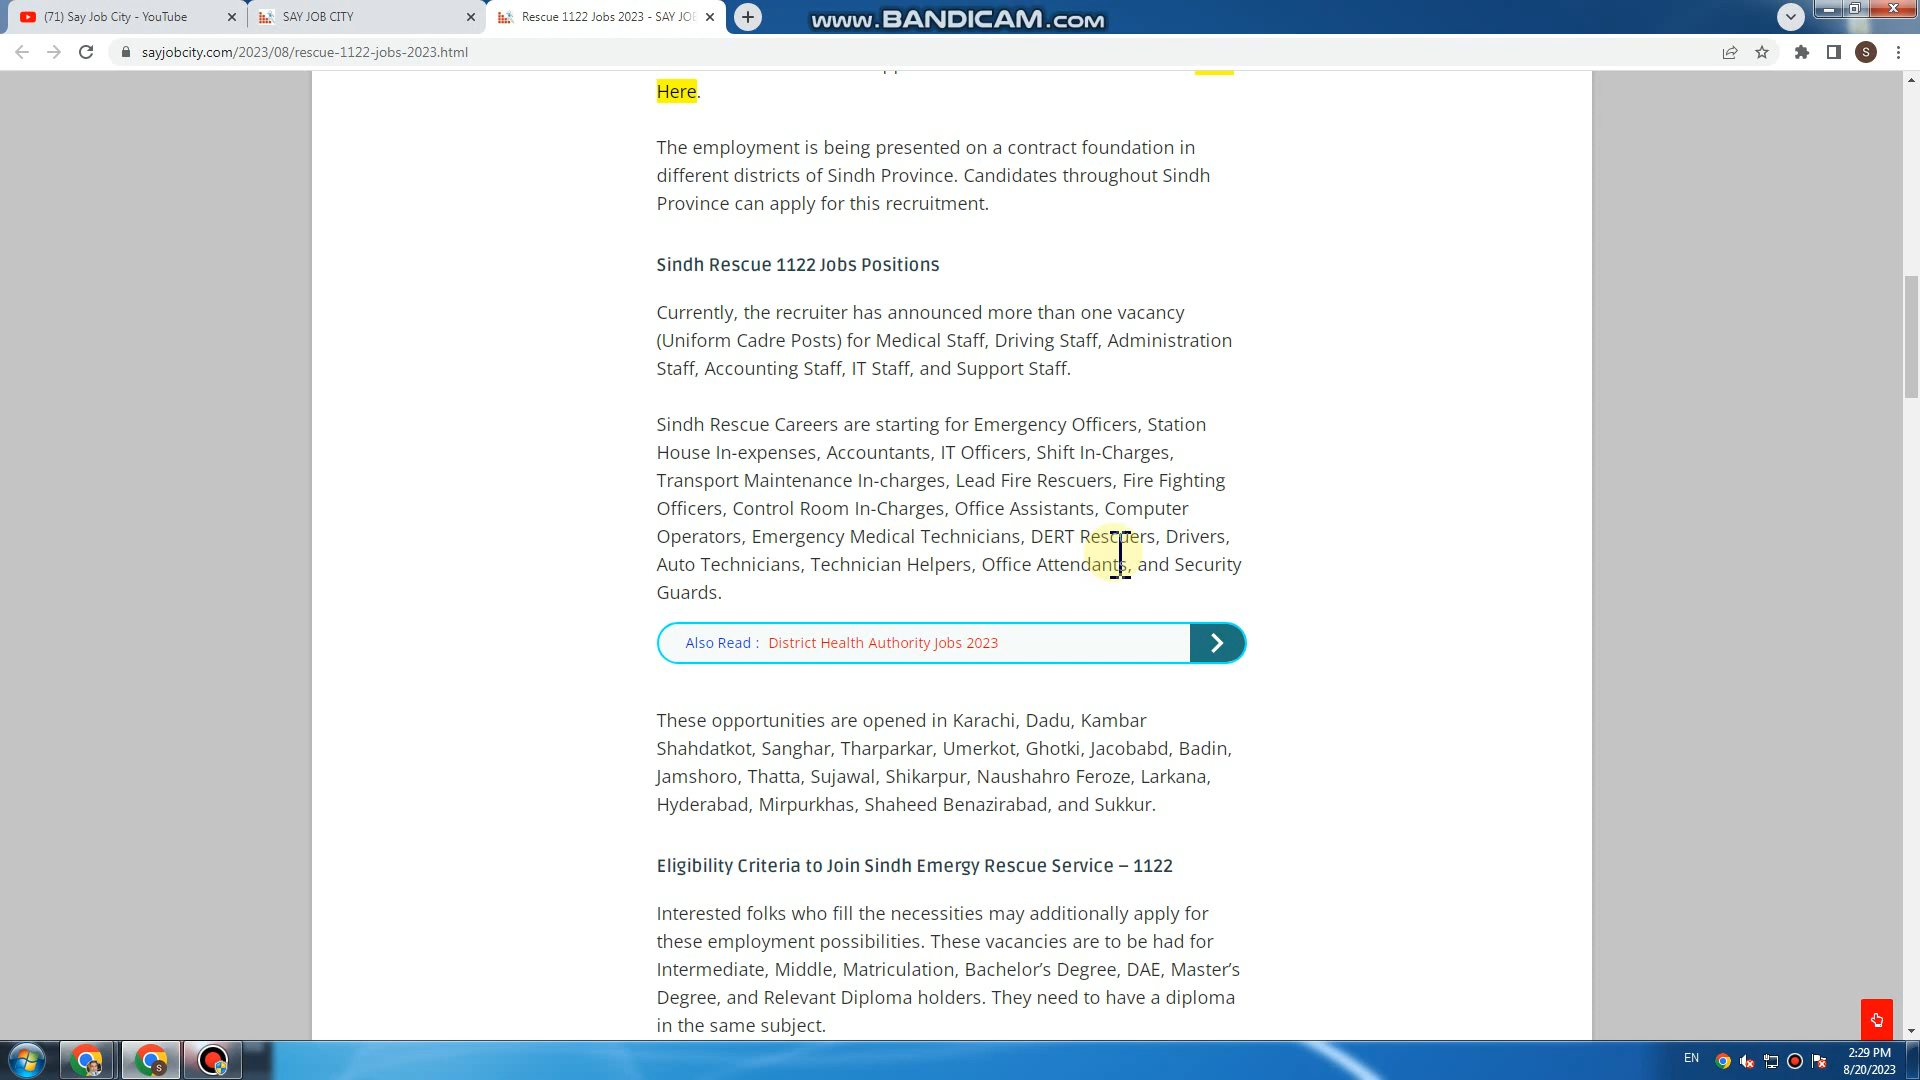 (71) Say Job City - YouTube
SAY JOB CITY
Rescue 1122 Jobs 2023 - SAY JOB
www.BANDICAM.com
sayjobcity.com/2023/08/rescue-1122-jobs-2023.html
S
Here.
The employment is being presented on a contract foundation in
different districts of Sindh Province. Candidates throughout Sindh
Province can apply for this recruitment.
Sindh Rescue 1122 Jobs Positions
Currently, the recruiter has announced more than one vacancy
(Uniform Cadre Posts) for Medical Staff, Driving Staff, Administration
Staff, Accounting Staff, IT Staff, and Support Staff.
Sindh Rescue Careers are starting for Emergency Officers, Station
House In-expenses, Accountants, IT Officers, Shift In-Charges,
Transport Maintenance In-charges, Lead Fire Rescuers, Fire Fighting
Officers, Control Room In-Charges, Office Assistants, Computer
Operators, Emergency Medical Technicians, DERT Rescuers, Drivers,
Auto Technicians, Technician Helpers, Office Attendants, and Security
Guards.
Also Read : District Health Authority Jobs 2023
These opportunities are opened in Karachi, Dadu, Kambar
Shahdatkot, Sanghar, Tharparkar, Umerkot, Ghotki, Jacobabd, Badin,
Jamshoro, Thatta, Sujawal, Shikarpur, Naushahro Feroze, Larkana,
Hyderabad, Mirpurkhas, Shaheed Benazirabad, and Sukkur.
Eligibility Criteria to Join Sindh Emergy Rescue Service – 1122
Interested folks who fill the necessities may additionally apply for
these employment possibilities. These vacancies are to be had for
Intermediate, Middle, Matriculation, Bachelor’s Degree, DAE, Master’s
Degree, and Relevant Diploma holders. They need to have a diploma
in the same subject.
EN
2:29 PM
8/20/2023